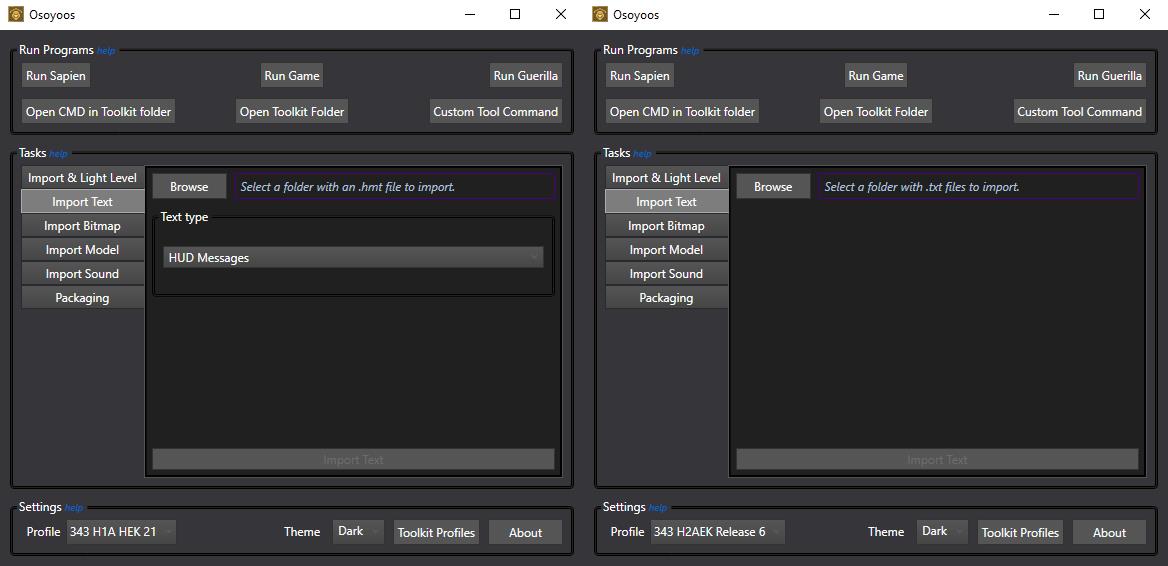 Osoyoos
Run Programs help
Run Sapien Run Game Run Guerilla
Open CMD in Toolkit folder Open Toolkit Folder Custom Tool Command
Tasks help
Import & Light Level
Import Text
Import Bitmap
Import Model
Import Sound
Packaging
Browse Select a folder with an .hmt file to import.
Text type
HUD Messages
Import Text
Settings help
Profile 343 H1A HEK 21 Theme Dark Toolkit Profiles About
Osoyoos
Run Programs help
Run Sapien Run Game Run Guerilla
Open CMD in Toolkit folder Open Toolkit Folder Custom Tool Command
Tasks help
Import & Light Level
Import Text
Import Bitmap
Import Model
Import Sound
Packaging
Browse Select a folder with .txt files to import.
Import Text
Settings help
Profile 343 H2AEK Release 6 Theme Dark Toolkit Profiles About